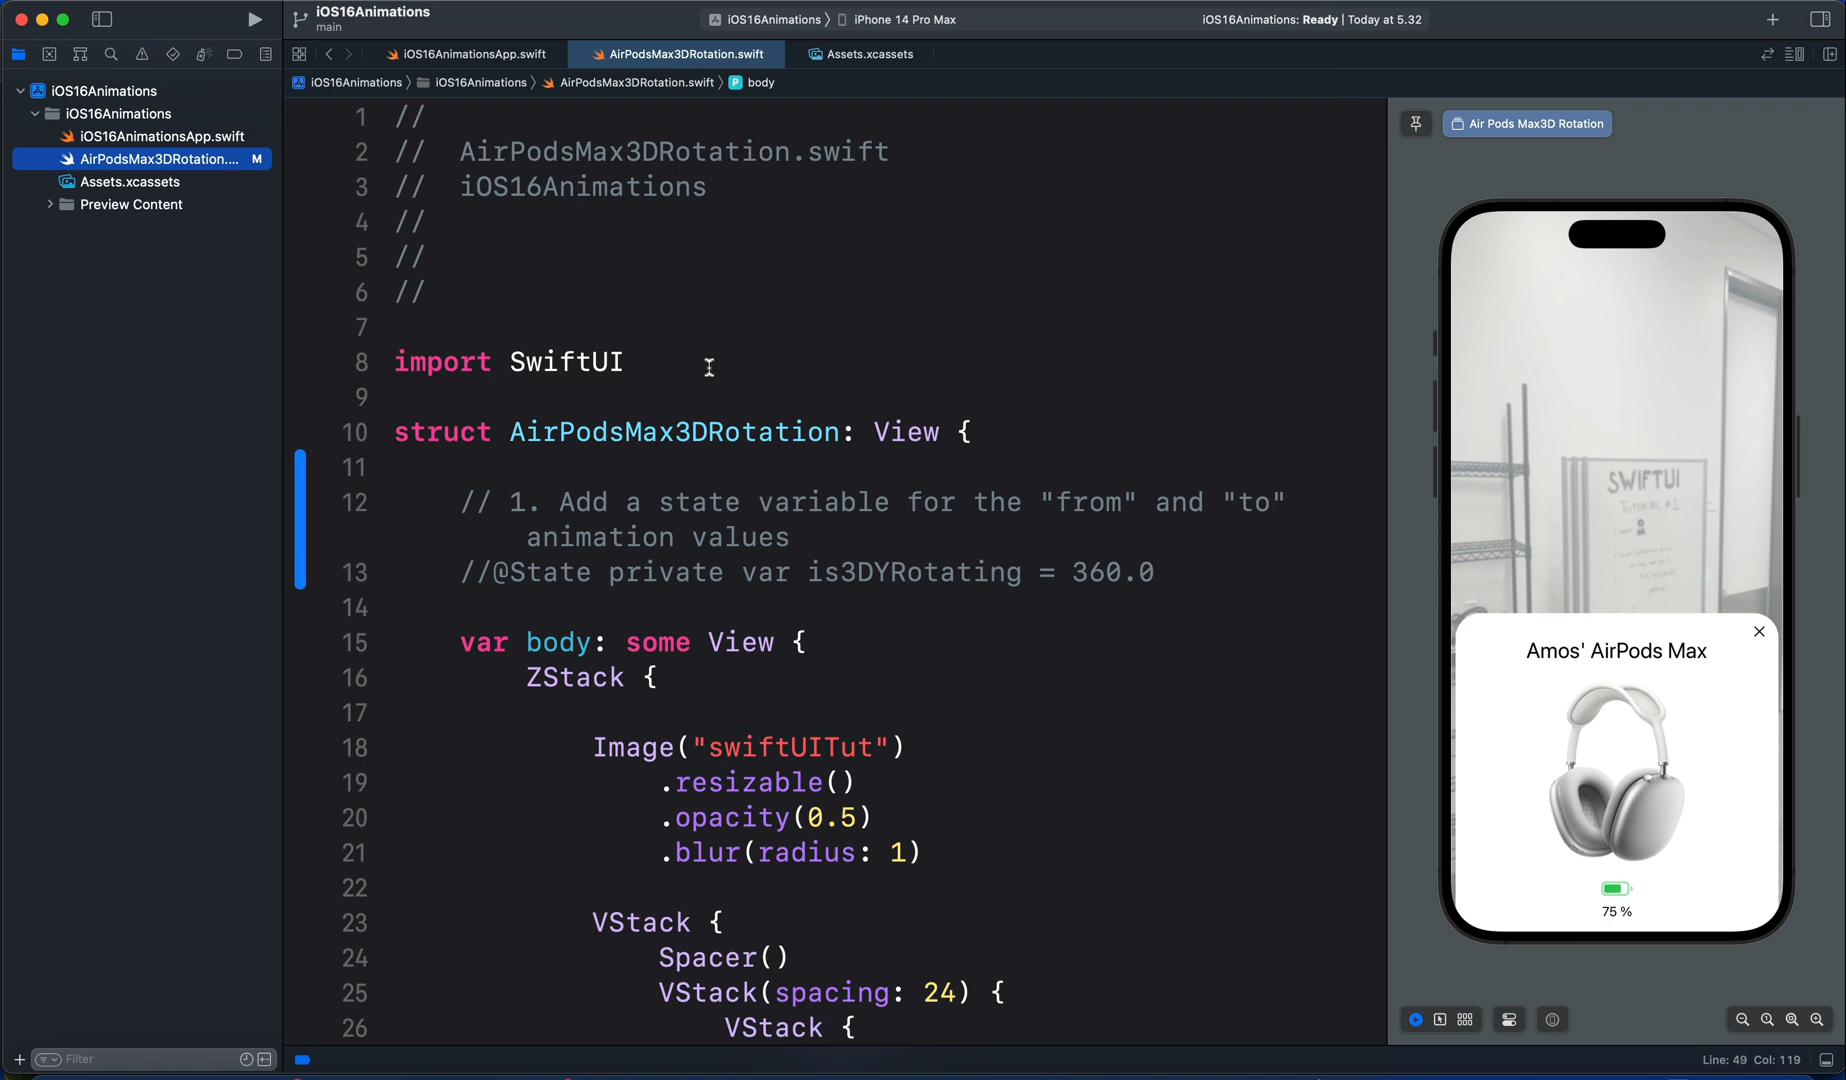 iOS16Animations
main
iOS16Animations 〉 iPhone 14 Pro Max
iOS16Animations: Ready | Today at 5.32
iOS16AnimationsApp.swift
AirPodsMax3DRotation.swift
Assets.xcassets
iOS16Animations 〉 iOS16Animations 〉 AirPodsMax3DRotation.swift 〉 P body
iOS16Animations
iOS16Animations
iOS16AnimationsApp.swift
AirPodsMax3DRotation.... M
Assets.xcassets
Preview Content
1 //
2 //  AirPodsMax3DRotation.swift
3 //  iOS16Animations
4 //
5 //
6 //
7
8 import SwiftUI
9
10 struct AirPodsMax3DRotation: View {
11
12 // 1. Add a state variable for the "from" and "to"
animation values
13 //@State private var is3DYRotating = 360.0
14
15 var body: some View {
16 ZStack {
17
18 Image("swiftUITut")
19 .resizable()
20 .opacity(0.5)
21 .blur(radius: 1)
22
23 VStack {
24 Spacer()
25 VStack(spacing: 24) {
26 VStack {
Air Pods Max3D Rotation
SWIFTUI
TUTORIAL #1
Amos' AirPods Max
75 %
Filter
Line: 49 Col: 119